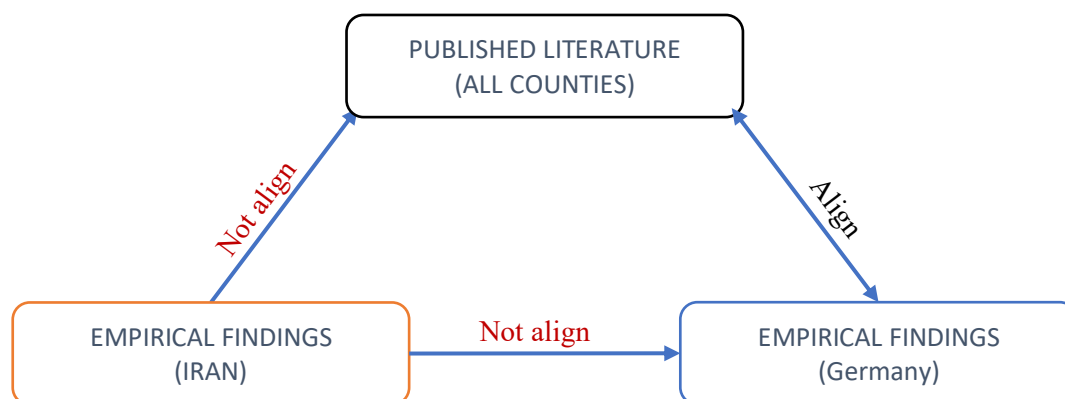 PUBLISHED LITERATURE
(ALL COUNTIES)
Not align
Align
EMPIRICAL FINDINGS
(IRAN)
Not align
EMPIRICAL FINDINGS
(Germany)